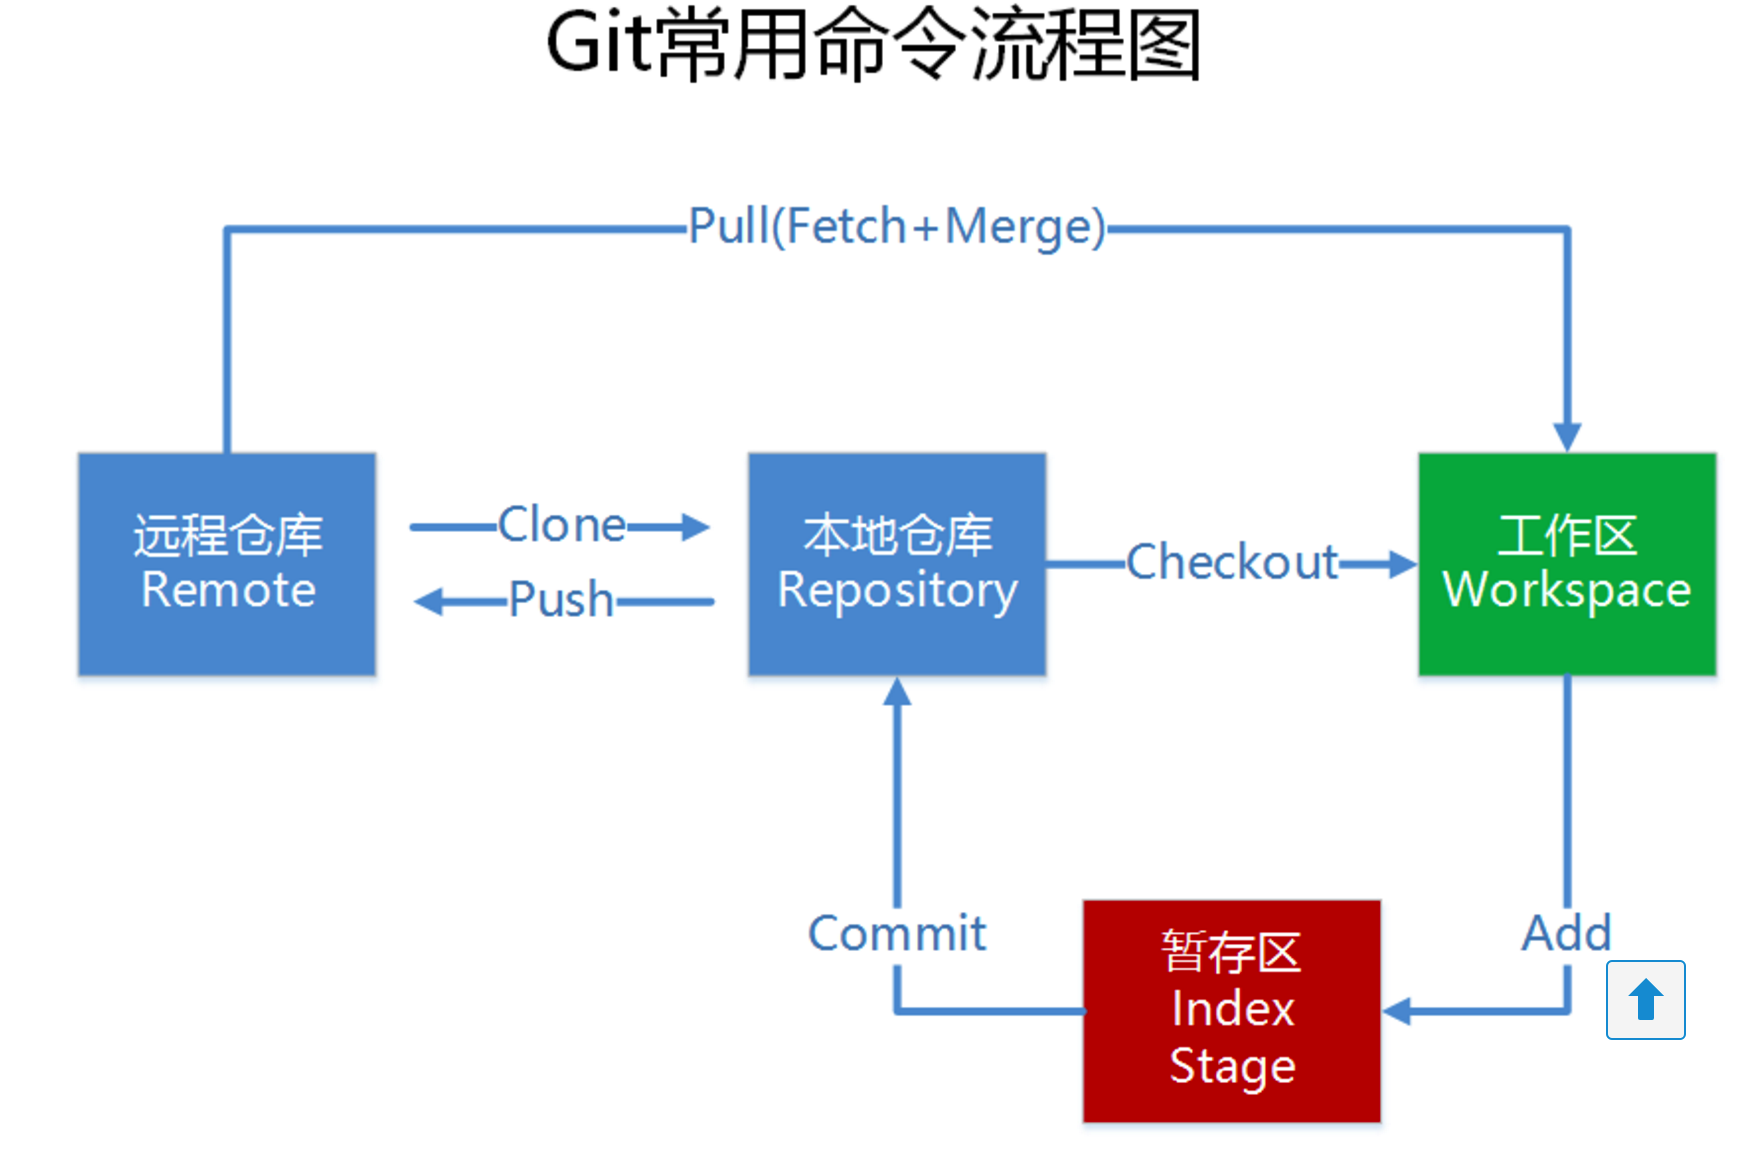 Git常用命令流程图
Pull(Fetch+Merge)
远程仓库
Remote
Clone
Push
本地仓库
Repository
Checkout
工作区
Workspace
Commit
暂存区
Index
Stage
Add